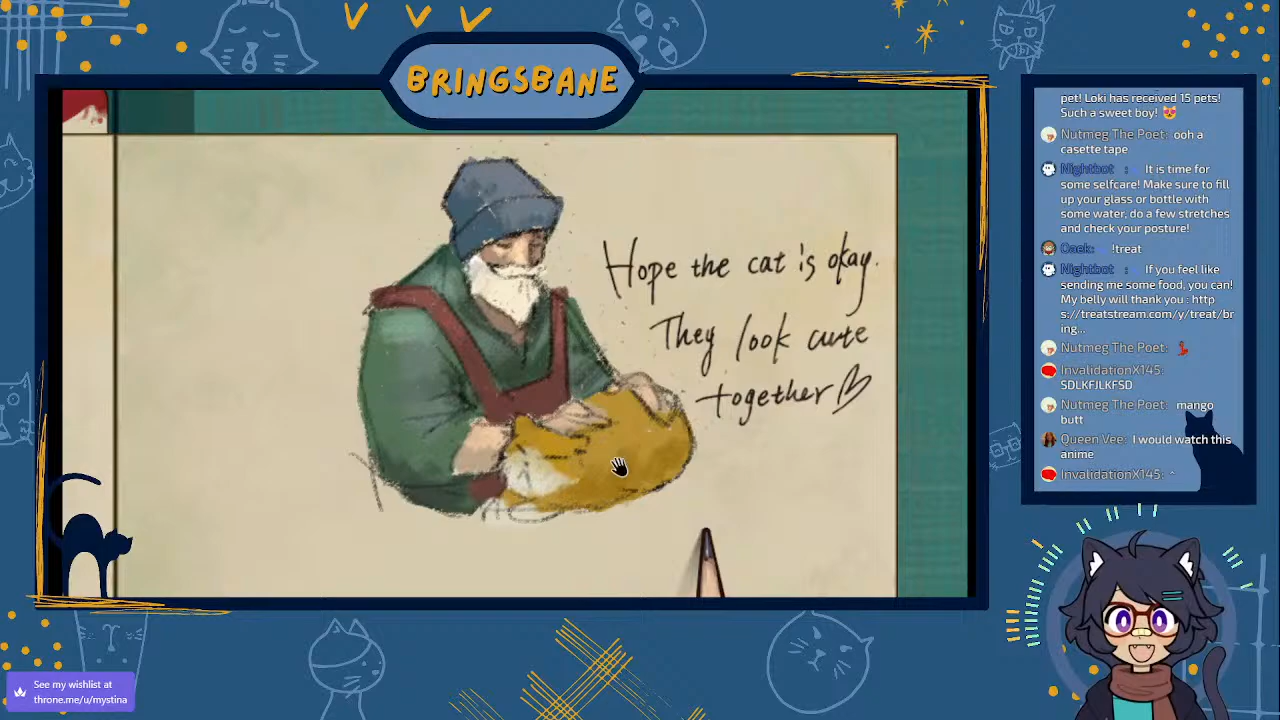 BRINGSBANE
Hope the cat is okay.
They look cute
together
pet! Loki has received 15 pets!
Such a sweet boy! 😻
Nutmeg The Poet: ooh a
casette tape
Nightbot : It is time for
some selfcare! Make sure to fill
up your glass or bottle with
some water, do a few stretches
and check your posture!
Caek: !treat
Nightbot : If you feel like
sending me some food, you can!
My belly will thank you : http
s://treatstream.com/y/treat/br
ing...
Nutmeg The Poet: 💃
InvalidationX145:
SDLKFJLKFSD
Nutmeg The Poet: mango
butt
Queen Vee: I would watch this
anime
InvalidationX145: ^
See my wishlist at
throne.me/u/mystina